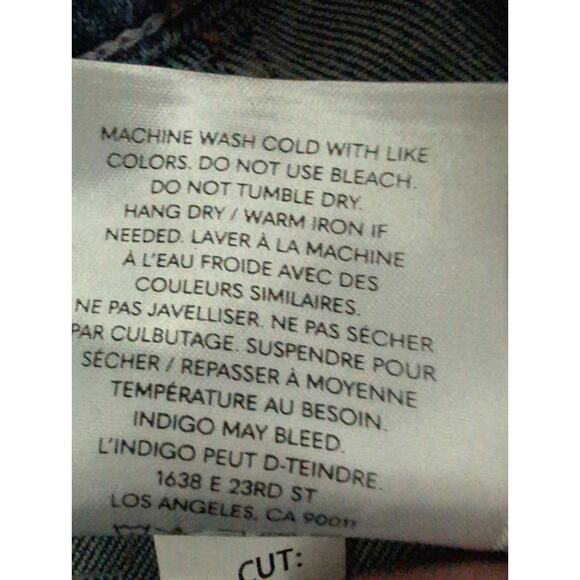 MACHINE WASH COLD WITH LIKE
COLORS. DO NOT USE BLEACH.
DO NOT TUMBLE DRY.
HANG DRY / WARM IRON IF
NEEDED. LAVER À LA MACHINE
À L'EAU FROIDE AVEC DES
COULEURS SIMILAIRES.
NE PAS JAVELLISER. NE PAS SÉCHER
PAR CULBUTAGE. SUSPENDRE POUR
SÉCHER / REPASSER À MOYENNE
TEMPÉRATURE AU BESOIN.
INDIGO MAY BLEED.
L'INDIGO PEUT D-TEINDRE.
1638 E 23RD ST
LOS ANGELES, CA 90011
CUT: